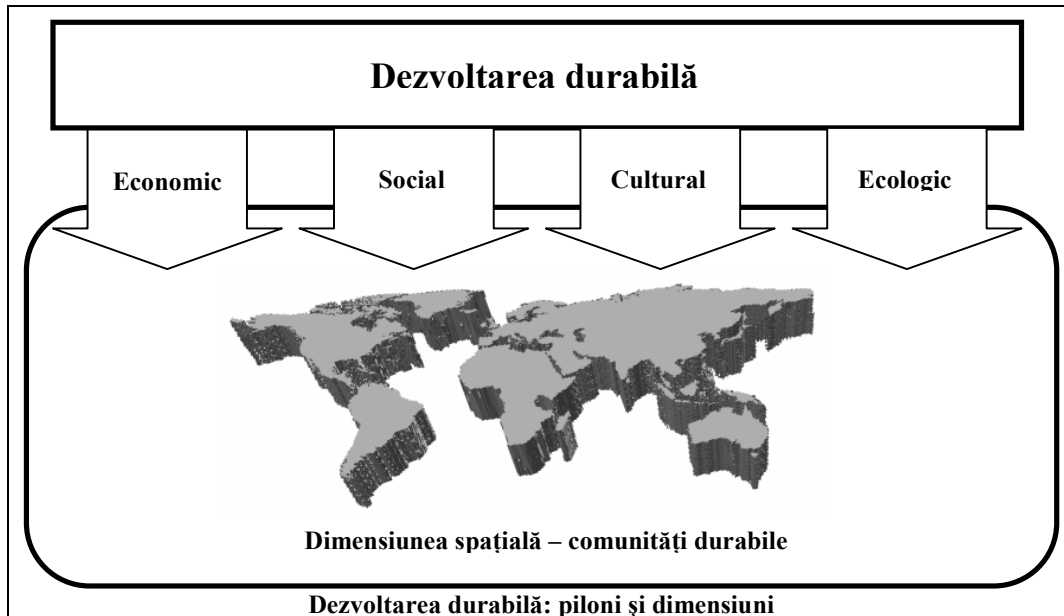 Dezvoltarea durabilă
Economic Social Cultural Ecologic
Dimensiunea spațială – comunități durabile
Dezvoltarea durabilă: piloni și dimensiuni